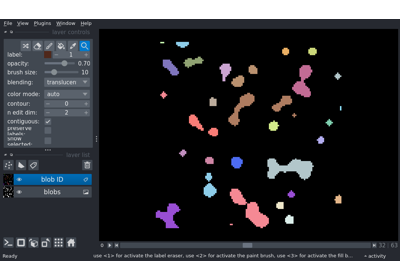 File View Plugins Window Help
layer controls
label: 1
opacity: 0.70
brush size: 10
blending: translucen
color mode: auto
contour: 0
n edit dim: 2
contiguous:
preserve
labels:
show
selected:
layer list
blob ID
blobs
32 63
Ready
use <1> for activate the label eraser, use <2> for activate the paint brush, use <3> for activate the fill b...
activity